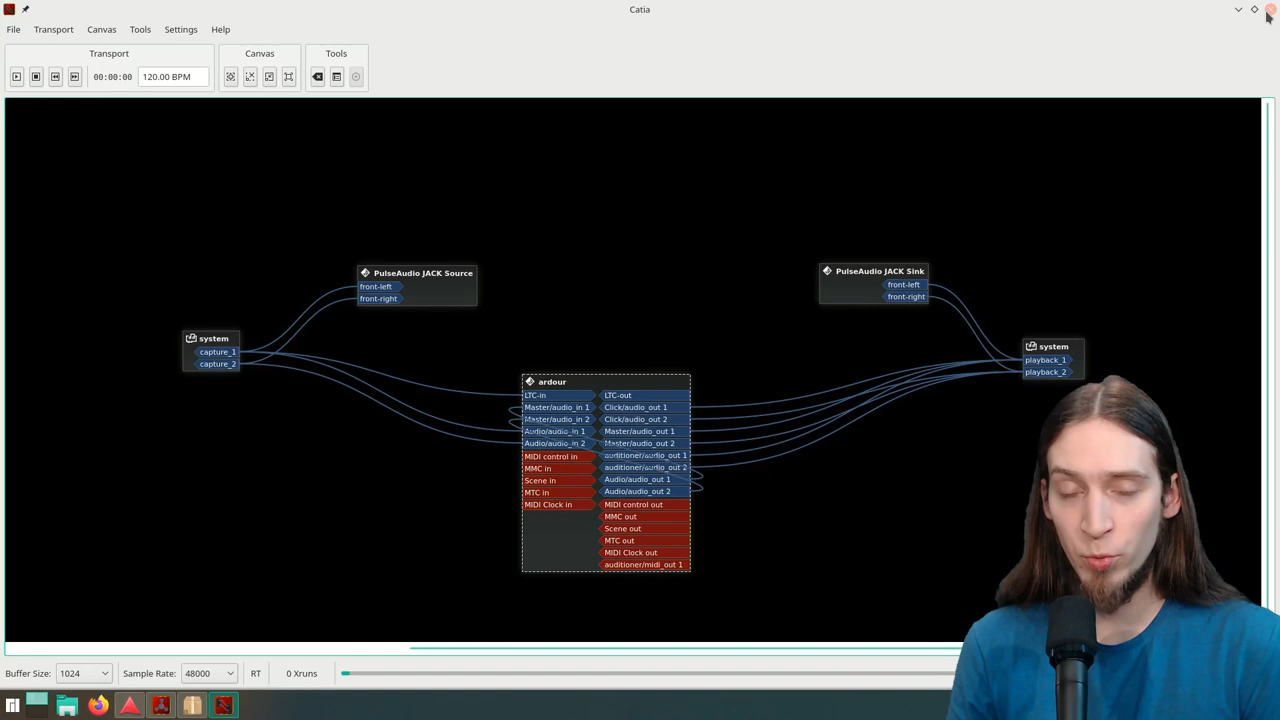 Catia
File Transport Canvas Tools Settings Help
Transport Canvas Tools
00:00:00 120.00 BPM
PulseAudio JACK Source
front-left
front-right
PulseAudio JACK Sink
front-left
front-right
system
capture_1
capture_2
system
playback_1
playback_2
ardour
LTC-in LTC-out
Master/audio_in 1 Click/audio_out 1
Master/audio_in 2 Click/audio_out 2
Audio/audio_in 1 Master/audio_out 1
Audio/audio_in 2 Master/audio_out 2
MIDI control in auditioner/audio_out 1
MMC in auditioner/audio_out 2
Scene in Audio/audio_out 1
MTC in Audio/audio_out 2
MIDI Clock in MIDI control out
MMC out
Scene out
MTC out
MIDI Clock out
auditioner/midi_out 1
Buffer Size: 1024 Sample Rate: 48000 RT 0 Xruns